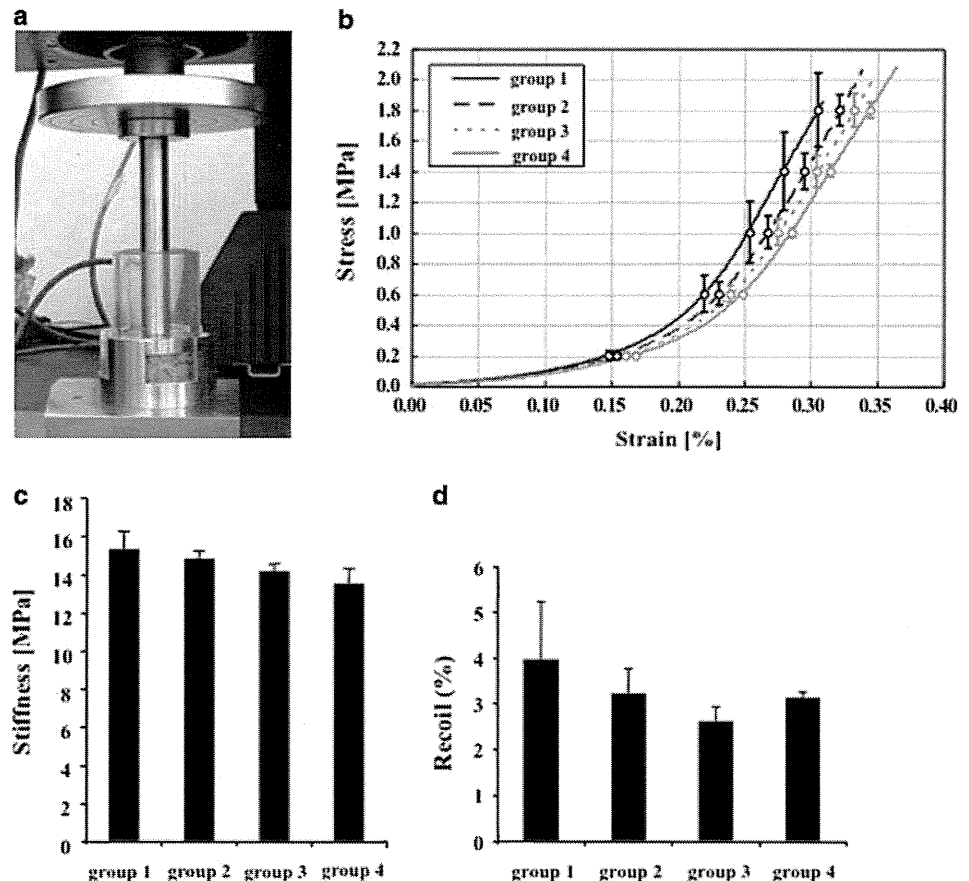 a
b
2.2
2.0
1.8
1.6
1.4
1.2
1.0
0.8
0.6
0.4
0.2
0.0
Stress [MPa]
group 1
group 2
group 3
group 4
0.00
0.10
0.15
0.20
0.25
0.30
0.35
0.40
Strain [%]
c
18
16
14
12
10
8
6
4
2
0
Stiffness [MPa]
group 1 group 2 group 3 group 4
d
6
5
4
3
2
1
0
Recoil (%)
group 1 group 2 group 3 group 4